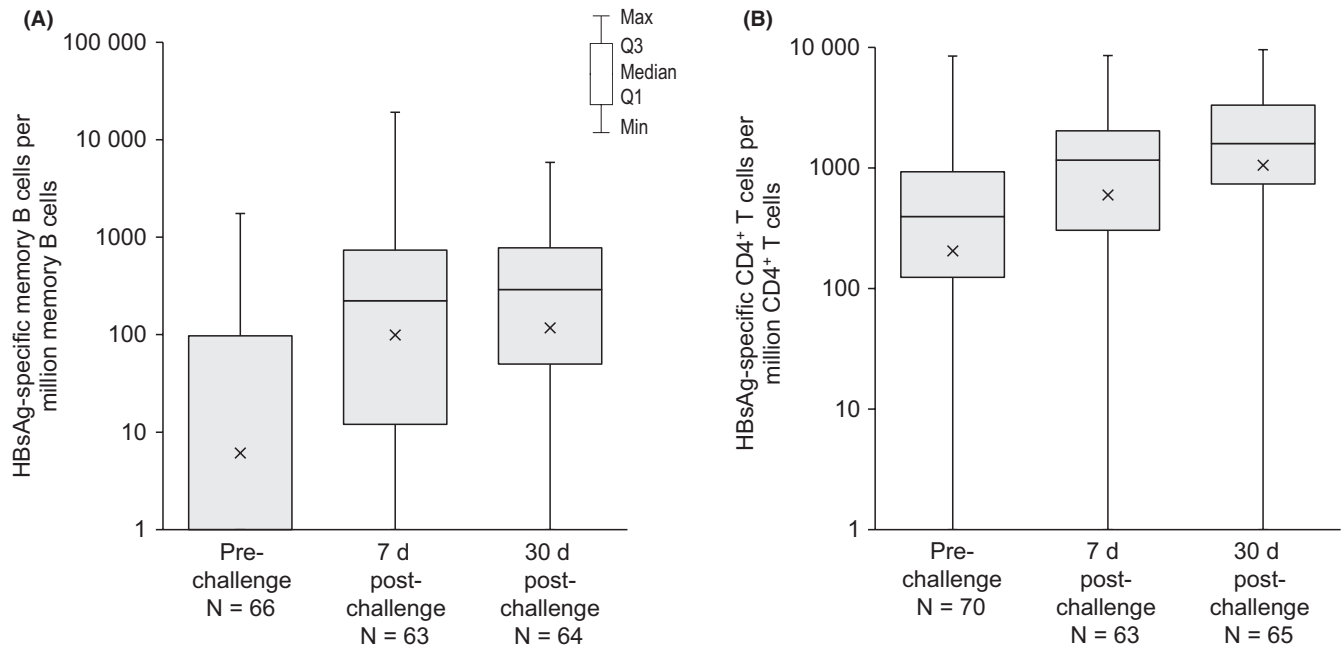 (A)
HBsAg-specific memory B cells per
million memory B cells
100 000
10 000
1000
100
10
1
Max
Q3
Median
Q1
Min
Pre-
challenge
N = 66
7 d
post-
challenge
N = 63
30 d
post-
challenge
N = 64
(B)
HBsAg-specific CD4⁺ T cells per
million CD4⁺ T cells
10 000
1000
100
10
1
Pre-
challenge
N = 70
7 d
post-
challenge
N = 63
30 d
post-
challenge
N = 65